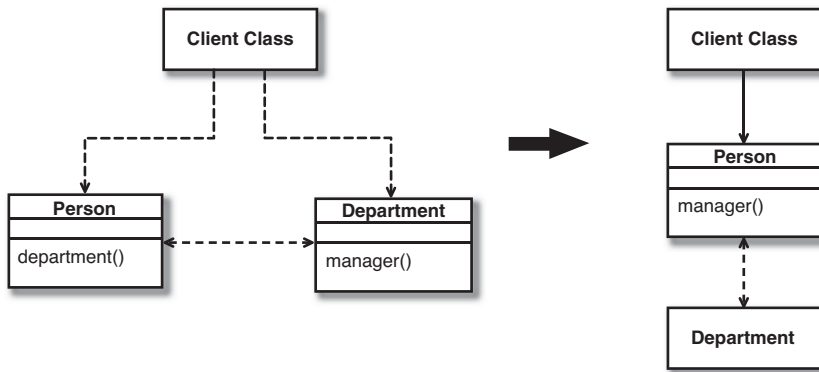 Client Class
Person
department()
Department
manager()
Client Class
Person
manager()
Department